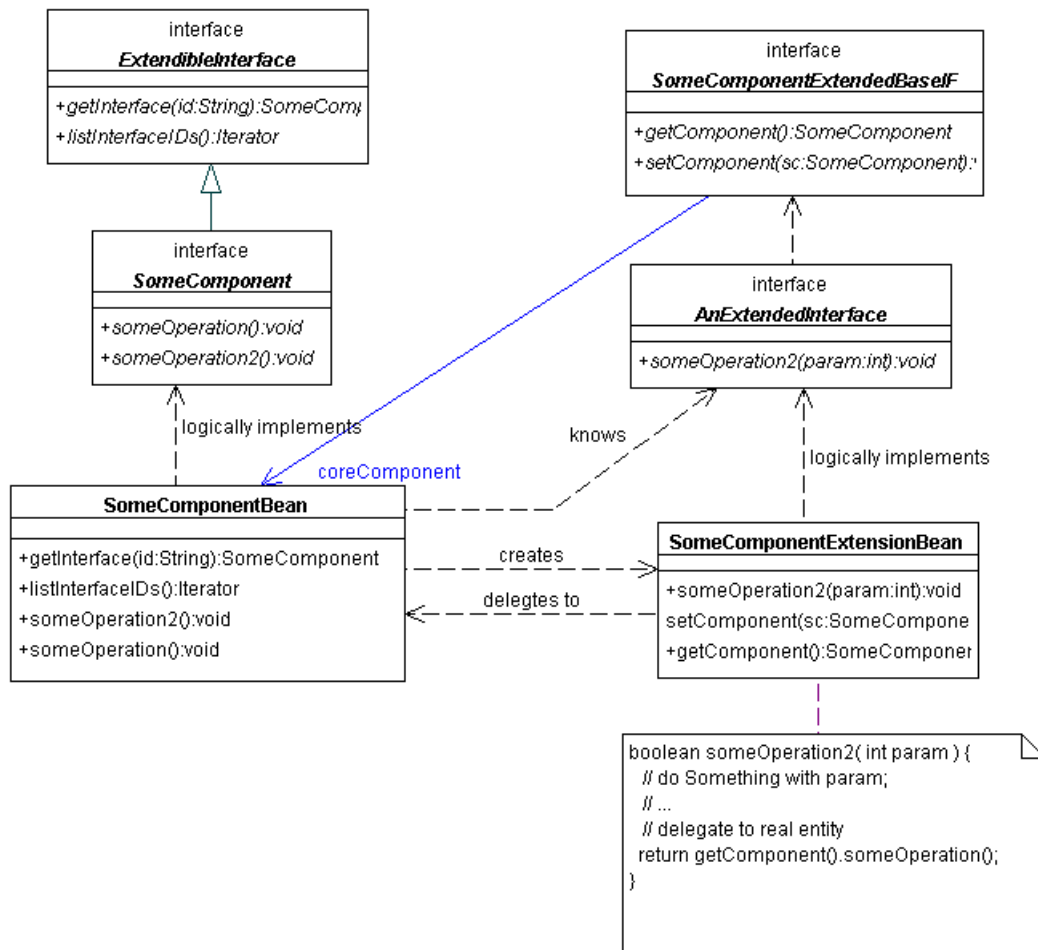 interface
ExtendibleInterface
+getInterface(id:String):SomeComp
+listInterfaceIDs():Iterator
interface
SomeComponentExtendedBaseIF
+getComponent():SomeComponent
+setComponent(sc:SomeComponent):
interface
SomeComponent
+someOperation():void
+someOperation2():void
interface
AnExtendedInterface
+someOperation2(param:int):void
logically implements
knows
logically implements
coreComponent
SomeComponentBean
+getInterface(id:String):SomeComponent
+listInterfaceIDs():Iterator
+someOperation2():void
+someOperation():void
creates
delegtes to
SomeComponentExtensionBean
+someOperation2(param:int):void
setComponent(sc:SomeCompone
+getComponent():SomeComponer
boolean someOperation2( int param ) {
// do Something with param;
// ...
// delegate to real entity
return getComponent().someOperation();
}